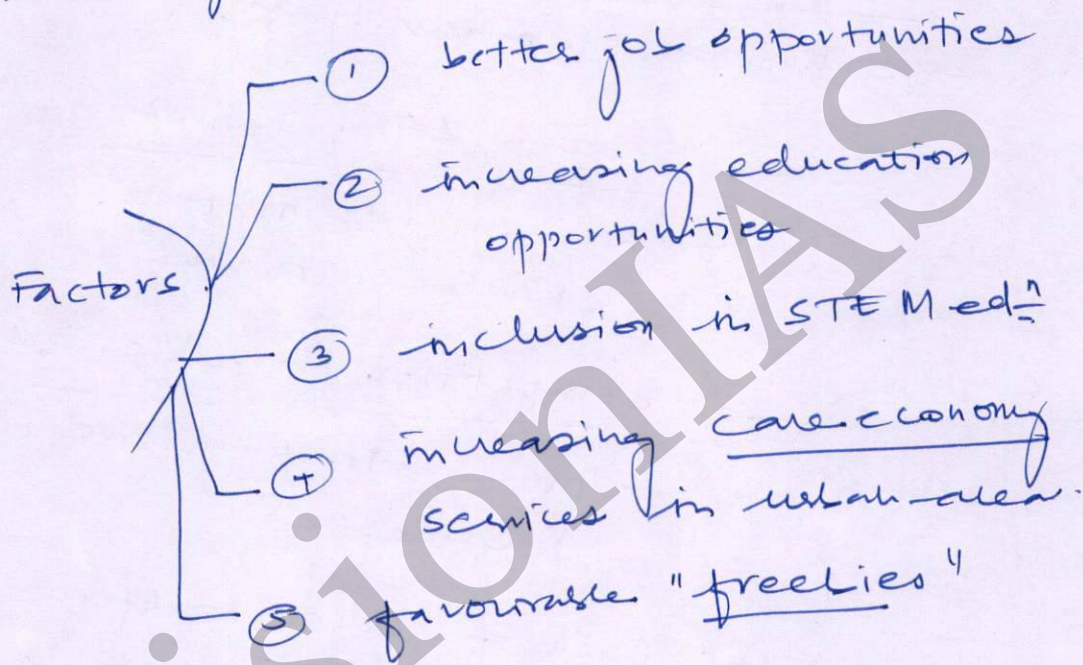 ① better job opportunities
② increasing education
opportunities
Factors
③ inclusion in STEM edⁿ
④ increasing care economy
services in urban area.
⑤ favourable "freebies"
VisionIAS